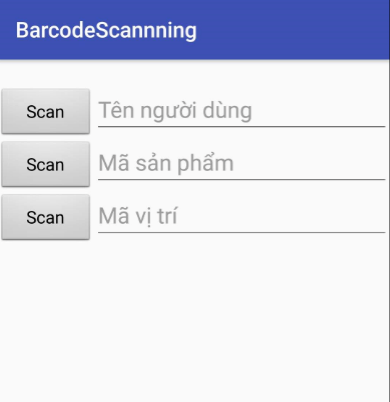 BarcodeScannning
Scan Tên người dùng
Scan Mã sản phẩm
Scan Mã vị trí